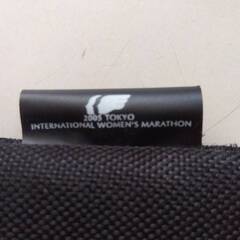 2005 TOKYO
INTERNATIONAL WOMEN'S MARATHON